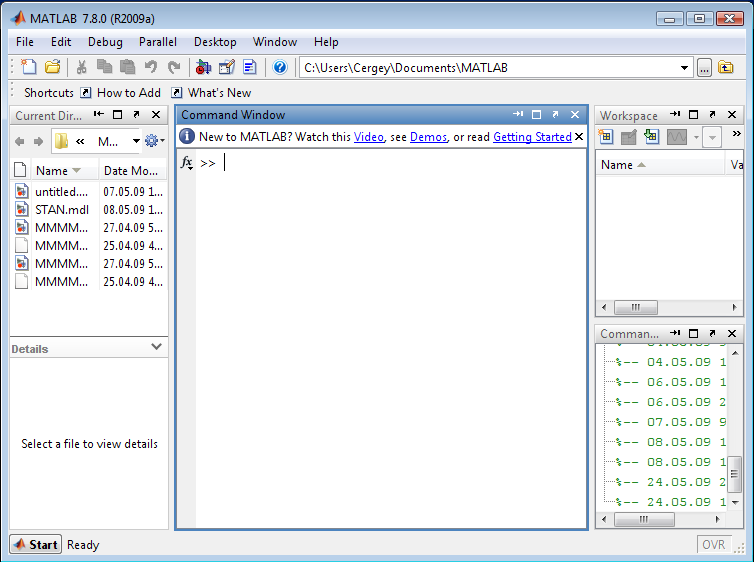 MATLAB 7.8.0 (R2009a)
File Edit Debug Parallel Desktop Window Help
C:\Users\Cergey\Documents\MATLAB ...
Shortcuts How to Add What's New
Current Dir...
« M...
Name Date Mo...
untitled.... 07.05.09 1...
STAN.mdl 08.05.09 1...
MMMM... 27.04.09 5...
MMMM... 25.04.09 4...
MMMM... 27.04.09 5...
MMMM... 25.04.09 4...
Details
Select a file to view details
Command Window
New to MATLAB? Watch this Video, see Demos, or read Getting Started
fx >>
Workspace
»
Name Va
Comman...
%-- 04.05.09 1
%-- 06.05.09 1
%-- 06.05.09 2
%-- 07.05.09 9
%-- 08.05.09 1
%-- 08.05.09 1
%-- 24.05.09 2
%-- 24.05.09 1
Start Ready
OVR